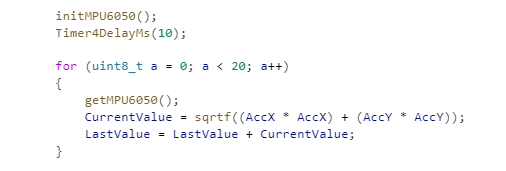 initMPU6050();
Timer4DelayMs(10);
for (uint8_t a = 0; a < 20; a++)
{
getMPU6050();
CurrentValue = sqrtf((AccX * AccX) + (AccY * AccY));
LastValue = LastValue + CurrentValue;
}